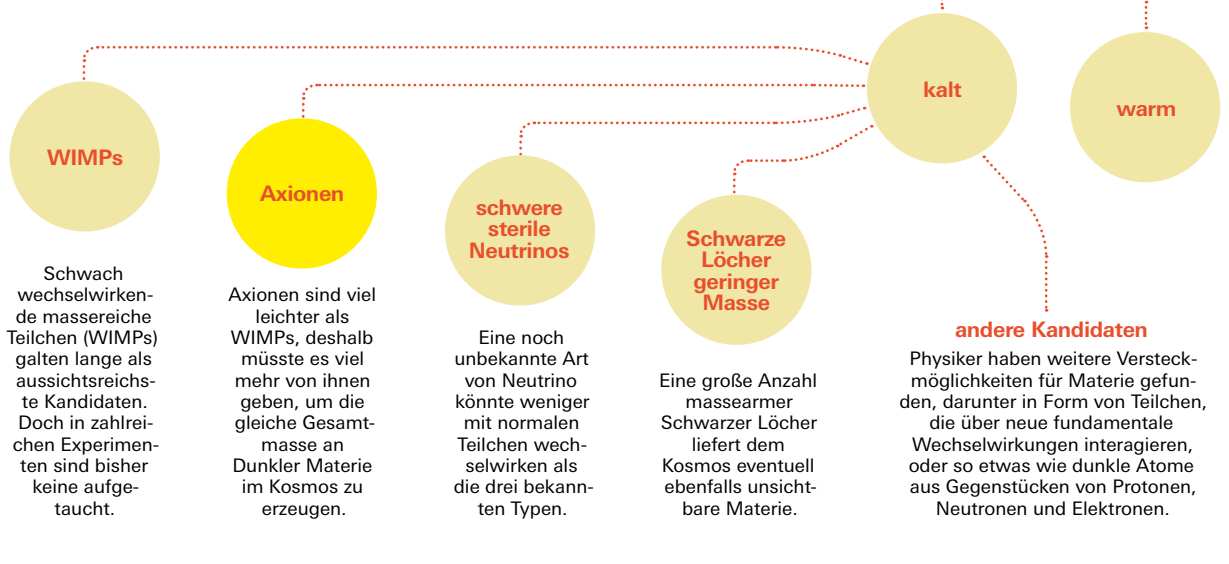 kalt
warm
WIMPs
Schwach
wechselwirken-
de massereiche
Teilchen (WIMPs)
galten lange als
aussichtsreichs-
te Kandidaten.
Doch in zahlrei-
chen Experimen-
ten sind bisher
keine aufge-
taucht.
Axionen
Axionen sind viel
leichter als
WIMPs, deshalb
müsste es viel
mehr von ihnen
geben, um die
gleiche Gesamt-
masse an
Dunkler Materie
im Kosmos zu
erzeugen.
schwere
sterile
Neutrinos
Eine noch
unbekannte Art
von Neutrino
könnte weniger
mit normalen
Teilchen wech-
selwirken als
die drei bekann-
ten Typen.
Schwarze
Löcher
geringer
Masse
Eine große Anzahl
massearmer
Schwarzer Löcher
liefert dem
Kosmos eventuell
ebenfalls unsicht-
bare Materie.
andere Kandidaten
Physiker haben weitere Versteck-
möglichkeiten für Materie gefun-
den, darunter in Form von Teilchen,
die über neue fundamentale
Wechselwirkungen interagieren,
oder so etwas wie dunkle Atome
aus Gegenstücken von Protonen,
Neutronen und Elektronen.